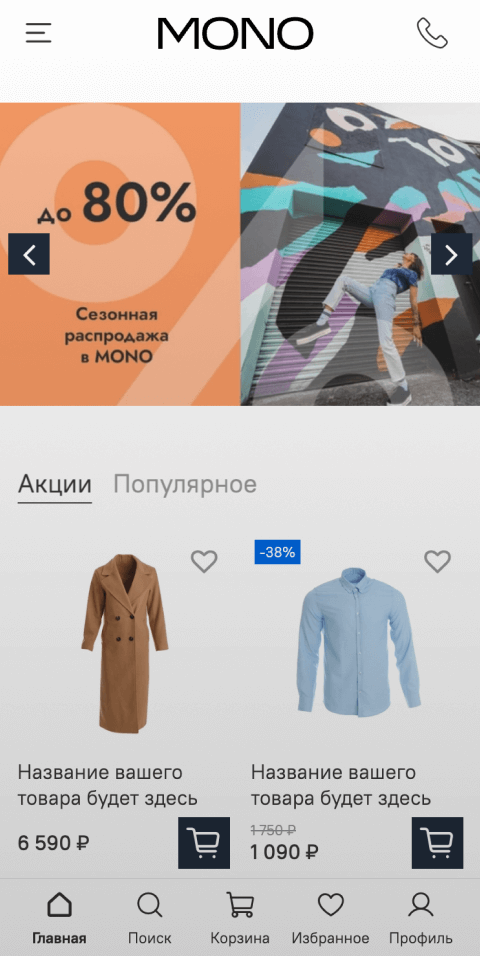 MONO
до 80%
Сезонная
распродажа
в MONO
Акции Популярное
-38%
Название вашего
товара будет здесь
6 590 ₽
Название вашего
товара будет здесь
1 750 ₽
1 090 ₽
Главная Поиск Корзина Избранное Профиль